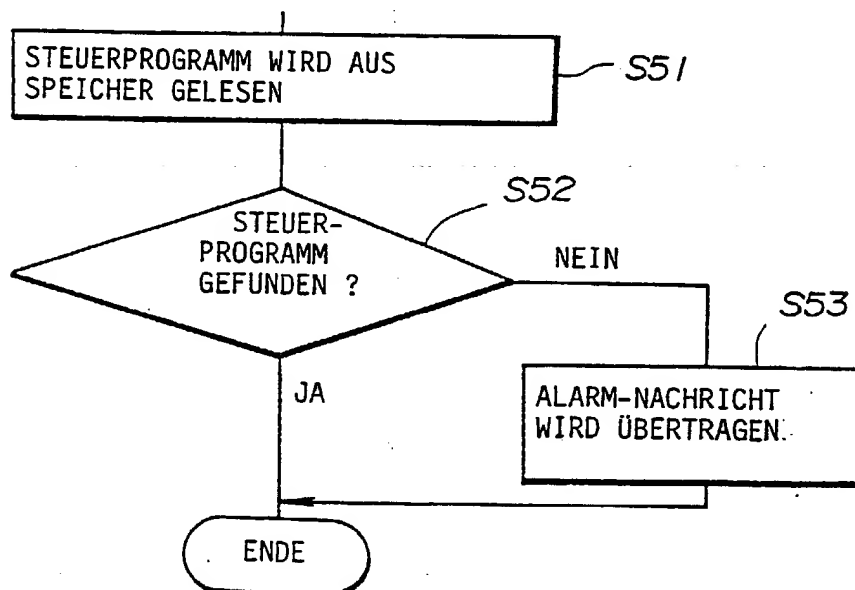 STEUERPROGRAMM WIRD AUS
SPEICHER GELESEN
S51
S52
STEUER-
PROGRAMM
GEFUNDEN ?
NEIN
S53
JA
ALARM-NACHRICHT
WIRD ÜBERTRAGEN.
ENDE